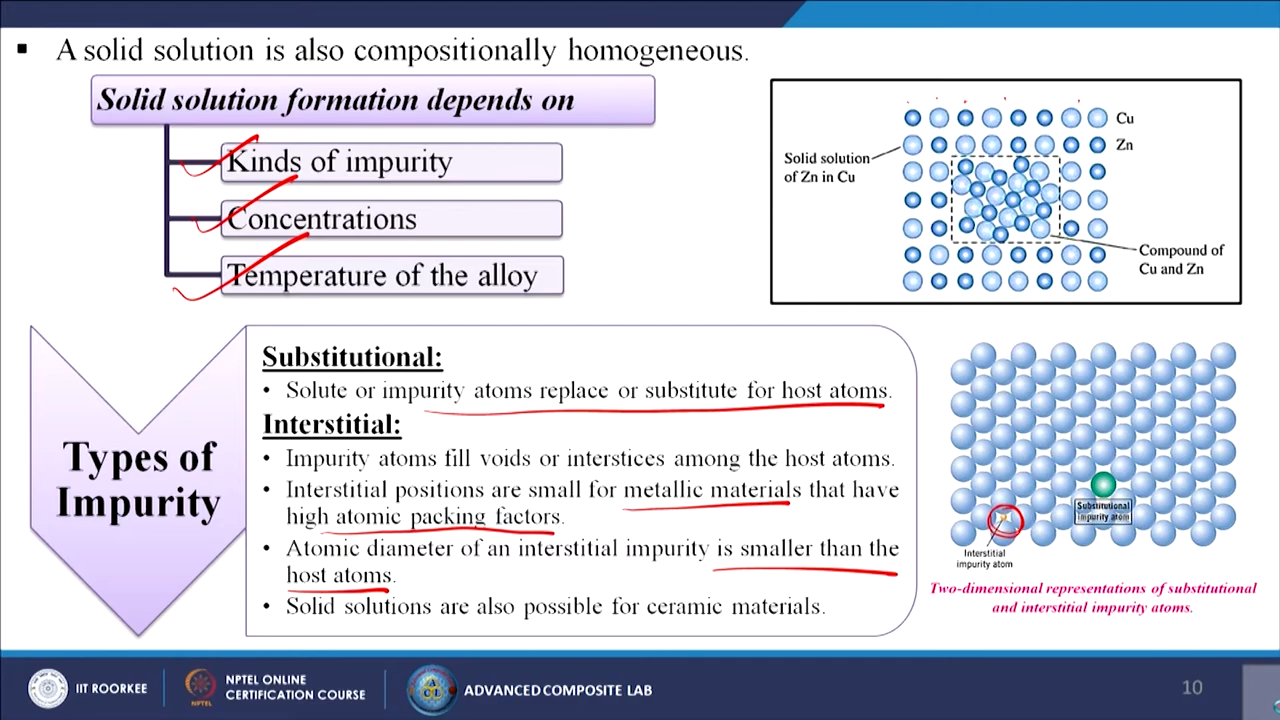 ▪ A solid solution is also compositionally homogeneous.
Solid solution formation depends on
Kinds of impurity
Concentrations
Temperature of the alloy
Cu
Zn
Solid solution
of Zn in Cu
Compound of
Cu and Zn
Types of
Impurity
Substitutional:
• Solute or impurity atoms replace or substitute for host atoms.
Interstitial:
• Impurity atoms fill voids or interstices among the host atoms.
• Interstitial positions are small for metallic materials that have
high atomic packing factors.
• Atomic diameter of an interstitial impurity is smaller than the
host atoms.
• Solid solutions are also possible for ceramic materials.
Substitutional
impurity atom
Interstitial
impurity atom
Two-dimensional representations of substitutional
and interstitial impurity atoms.
IIT ROORKEE
NPTEL
NPTEL ONLINE
CERTIFICATION COURSE
ACL
ADVANCED COMPOSITE LAB
10